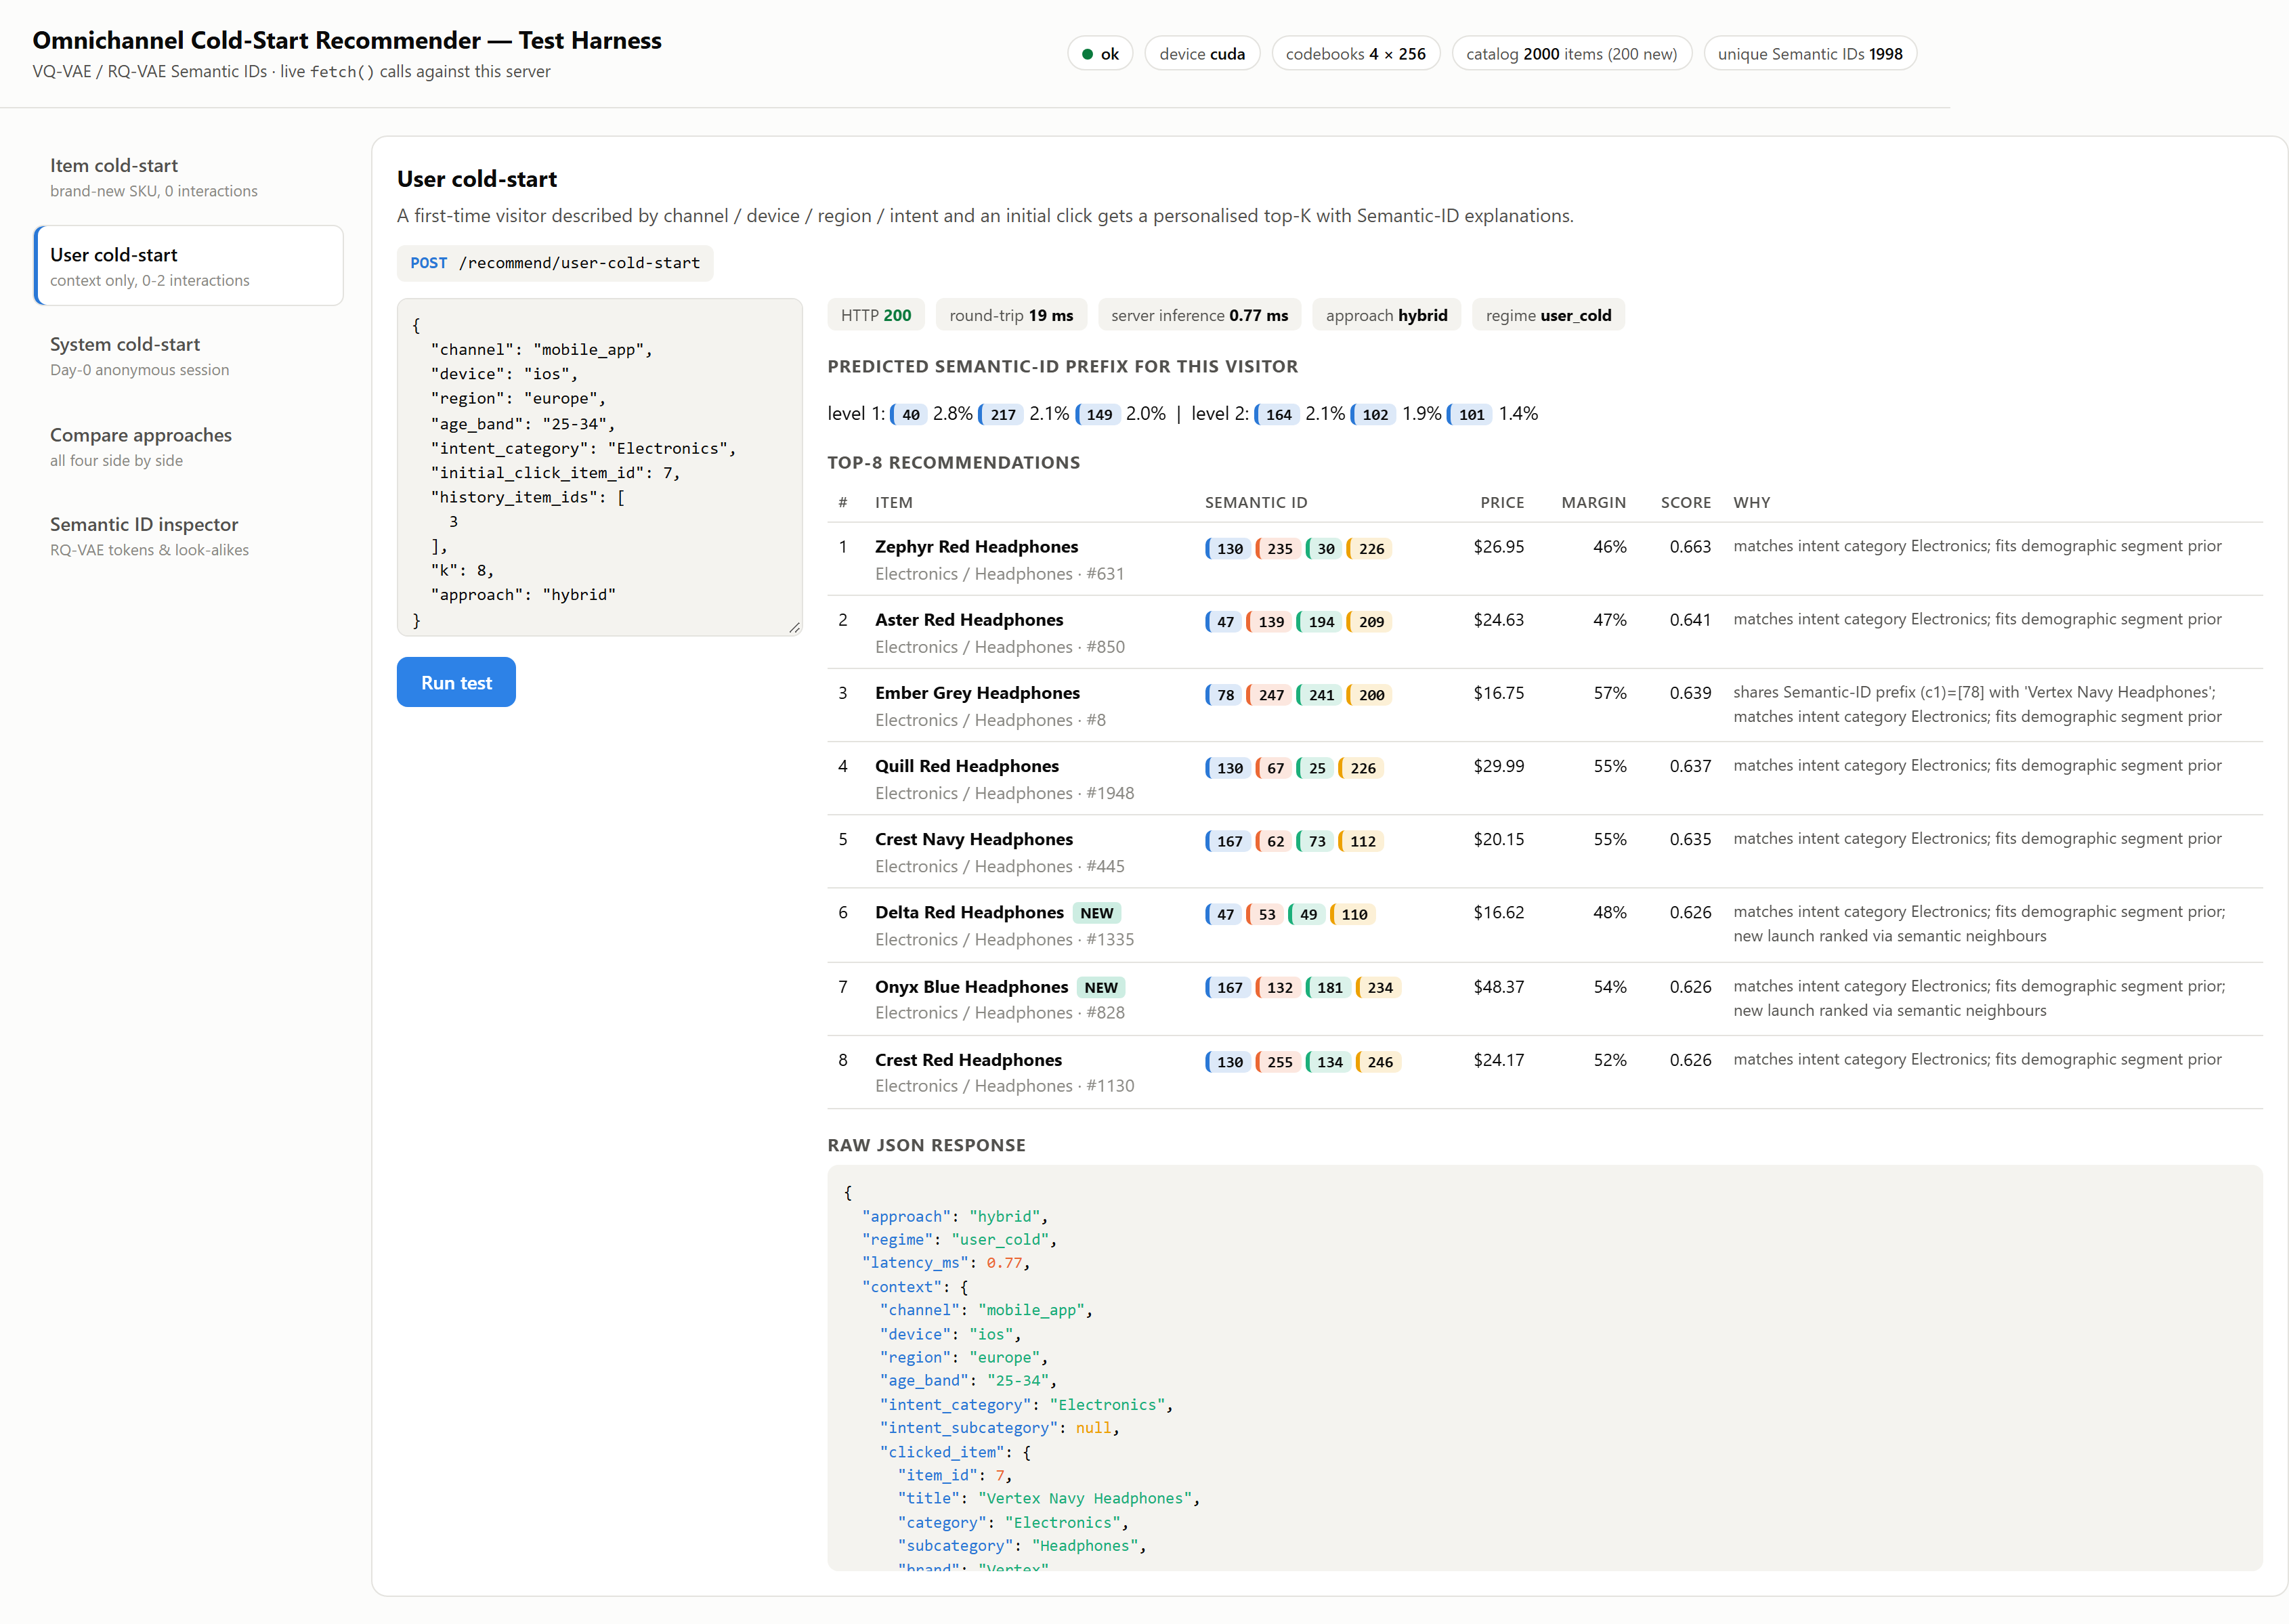 Omnichannel Cold-Start Recommender — Test Harness
VQ-VAE / RQ-VAE Semantic IDs · live fetch() calls against this server
ok
device cuda
codebooks 4 × 256
catalog 2000 items (200 new)
unique Semantic IDs 1998
Item cold-start
brand-new SKU, 0 interactions
User cold-start
context only, 0-2 interactions
System cold-start
Day-0 anonymous session
Compare approaches
all four side by side
Semantic ID inspector
RQ-VAE tokens & look-alikes
User cold-start
A first-time visitor described by channel / device / region / intent and an initial click gets a personalised top-K with Semantic-ID explanations.
POST /recommend/user-cold-start
{
"channel": "mobile_app",
"device": "ios",
"region": "europe",
"age_band": "25-34",
"intent_category": "Electronics",
"initial_click_item_id": 7,
"history_item_ids": [
3
],
"k": 8,
"approach": "hybrid"
}
Run test
HTTP 200
round-trip 19 ms
server inference 0.77 ms
approach hybrid
regime user_cold
PREDICTED SEMANTIC-ID PREFIX FOR THIS VISITOR
level 1: 40 2.8% 217 2.1% 149 2.0% | level 2: 164 2.1% 102 1.9% 101 1.4%
TOP-8 RECOMMENDATIONS
# ITEM SEMANTIC ID PRICE MARGIN SCORE WHY
1 Zephyr Red Headphones 130 235 30 226 $26.95 46% 0.663 matches intent category Electronics; fits demographic segment prior
Electronics / Headphones · #631
2 Aster Red Headphones 47 139 194 209 $24.63 47% 0.641 matches intent category Electronics; fits demographic segment prior
Electronics / Headphones · #850
3 Ember Grey Headphones 78 247 241 200 $16.75 57% 0.639 shares Semantic-ID prefix (c1)=[78] with 'Vertex Navy Headphones';
Electronics / Headphones · #8 matches intent category Electronics; fits demographic segment prior
4 Quill Red Headphones 130 67 25 226 $29.99 55% 0.637 matches intent category Electronics; fits demographic segment prior
Electronics / Headphones · #1948
5 Crest Navy Headphones 167 62 73 112 $20.15 55% 0.635 matches intent category Electronics; fits demographic segment prior
Electronics / Headphones · #445
6 Delta Red Headphones NEW 47 53 49 110 $16.62 48% 0.626 matches intent category Electronics; fits demographic segment prior;
Electronics / Headphones · #1335 new launch ranked via semantic neighbours
7 Onyx Blue Headphones NEW 167 132 181 234 $48.37 54% 0.626 matches intent category Electronics; fits demographic segment prior;
Electronics / Headphones · #828 new launch ranked via semantic neighbours
8 Crest Red Headphones 130 255 134 246 $24.17 52% 0.626 matches intent category Electronics; fits demographic segment prior
Electronics / Headphones · #1130
RAW JSON RESPONSE
{
"approach": "hybrid",
"regime": "user_cold",
"latency_ms": 0.77,
"context": {
"channel": "mobile_app",
"device": "ios",
"region": "europe",
"age_band": "25-34",
"intent_category": "Electronics",
"intent_subcategory": null,
"clicked_item": {
"item_id": 7,
"title": "Vertex Navy Headphones",
"category": "Electronics",
"subcategory": "Headphones",
"brand": "Vertex"